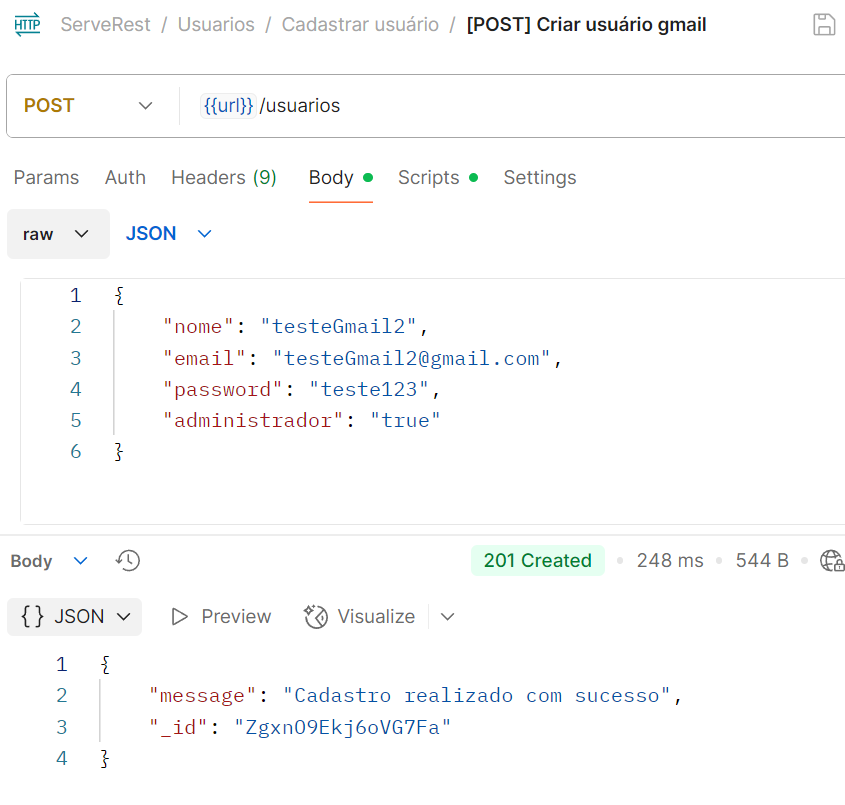 HTTP ServeRest / Usuarios / Cadastrar usuário / [POST] Criar usuário gmail
POST {{url}}/usuarios
Params Auth Headers (9) Body Scripts Settings
raw JSON
1 {
2 "nome": "testeGmail2",
3 "email": "testeGmail2@gmail.com",
4 "password": "teste123",
5 "administrador": "true"
6 }
Body 201 Created 248 ms 544 B
{} JSON Preview Visualize
1 {
2 "message": "Cadastro realizado com sucesso",
3 "_id": "ZgxnO9Ekj6oVG7Fa"
4 }